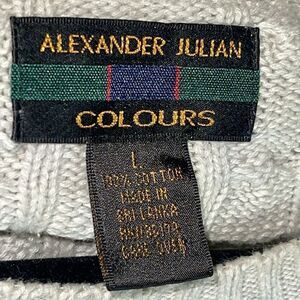 ALEXANDER JULIAN
COLOURS
L
100% COTTON
MADE IN
SRI LANKA
CARE OVER